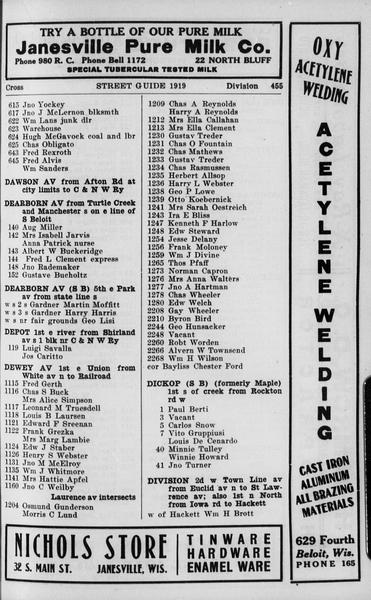 TRY A BOTTLE OF OUR PURE MILK
Janesville Pure Milk Co.
Phone 980 R. C. Phone Bell 1172 22 NORTH BLUFF
SPECIAL TUBERCULAR TESTED MILK
Cross STREET GUIDE 1919 Division 455
615 Jno Yockey
617 Jno J McLernon blksmth
622 Wm Lans junk dlr
623 Warehouse
624 Hugh McGavock coal and lbr
625 Chas Obligato
643 Fred Rexroth
645 Fred Alvis
Wm Sanders
DAWSON AV from Afton Rd at
city limits to C & N W Ry
DEARBORN AV from Turtle Creek
and Manchester s on e line of
S Beloit
140 Aug Miller
142 Mrs Isabell Jarvis
Anna Patrick nurse
143 Albert W Buckeridge
144 Fred L Clement express
148 Jno Rademaker
152 Gustav Bucholtz
DEARBORN AV (S B) 5th e Park
av from state line s
w s 2 s Gardner Martin Moffitt
w s 3 s Gardner Harry Harris
w s nr fair grounds Geo Lisi
DEPOT 1st e river from Shirland
av s 1 blk nr C & N W Ry
119 Luigi Savalla
Jos Caritto
DEWEY AV 1st e Union from
White av n to Railroad
1115 Fred Gerth
1116 Chas S Buck
Mrs Alice Simpson
1117 Leonard M Truesdell
1118 Louis B Laursen
1121 Edward F Sreenan
1122 Frank Grezka
Mrs Marg Lambie
1124 Edw J Staber
1126 Henry S Webster
1133 Jno M McElroy
1135 Wm J Whitmore
1141 Mrs Hattie Apfel
1160 Jno C Wellby
Laurence av intersects
1204 Osmund Gunderson
Morris C Lund
1209 Chas A Reynolds
Harry A Reynolds
1212 Mrs Ella Callahan
1213 Mrs Ella Clement
1230 Gustav Treder
1231 Chas O Fountain
1232 Chas Mathews
1233 Gustav Treder
1234 Chas Rasmussen
1235 Herbert Allsop
1236 Harry L Webster
1238 Geo P Lowe
1239 Otto Koebernick
1241 Mrs Sarah Oestreich
1243 Ira E Bliss
1247 Kenneth F Harlow
1248 Edw Steward
1254 Jesse Delany
1256 Frank Moloney
1259 Wm J Divine
1265 Thos Pfaff
1273 Norman Capron
1276 Mrs Anna Walters
1277 Jno A Hartman
1278 Chas Wheeler
1280 Edw Welch
2208 Gay Wheeler
2210 Byron Bird
2244 Geo Hunsacker
2248 Vacant
2260 Robt Worden
2266 Alvern W Townsend
2268 Wm H Wilson
cor Bayliss Chester Ford
DICKOP (S B) (formerly Maple)
1st s of creek from Rockton
rd w
1 Paul Berti
3 Vacant
5 Carlos Snow
7 Vito Gruppiusi
Louis De Cenardo
40 Minnie Tulley
Winnie Howard
41 Jno Turner
DIVISION 2d w Town Line av
from Euclid av n to St Law-
rence av; also 1st n North
from Iowa rd to Hackett
w of Hackett Wm H Brott
OXY
ACETYLENE
WELDING
ACETYLENE WELDING
CAST IRON
ALUMINUM
ALL BRAZING
MATERIALS
629 Fourth
Beloit, Wis.
PHONE 165
NICHOLS STORE
32 S. MAIN ST. JANESVILLE, WIS.
TINWARE
HARDWARE
ENAMEL WARE